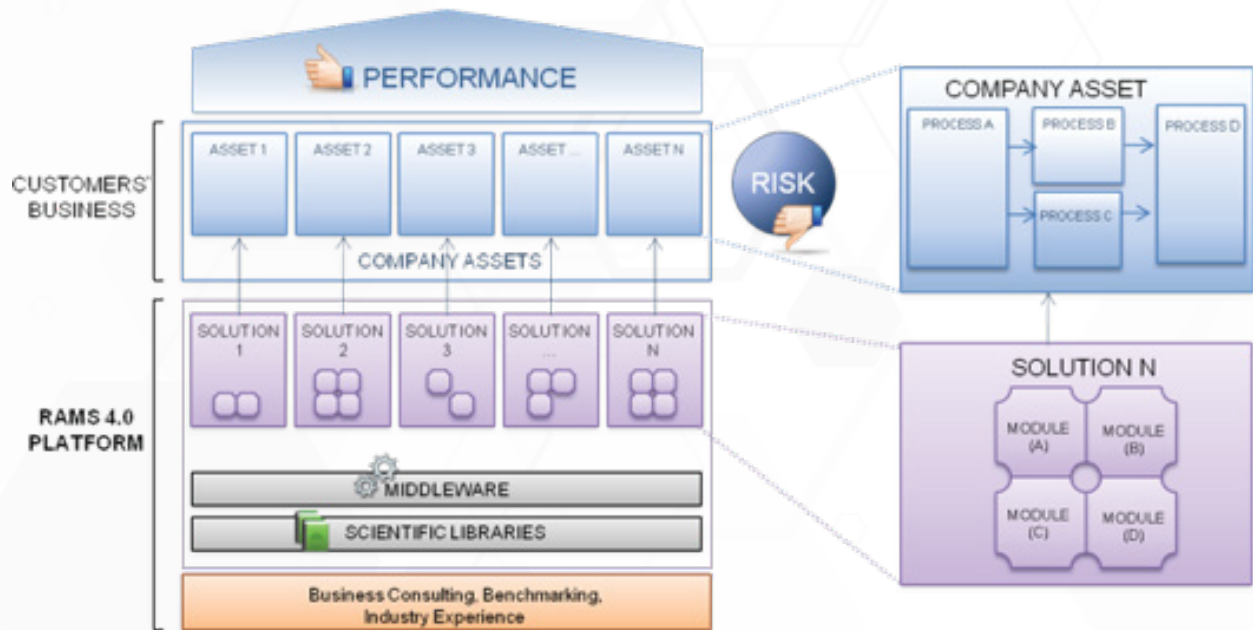 PERFORMANCE
CUSTOMERS'
BUSINESS
ASSET 1
ASSET 2
ASSET 3
ASSET ...
ASSET N
COMPANY ASSETS
RISK
COMPANY ASSET
PROCESS A
PROCESS B
PROCESS D
PROCESS C
RAMS 4.0
PLATFORM
SOLUTION
1
SOLUTION
2
SOLUTION
3
SOLUTION
...
SOLUTION
N
MIDDLEWARE
SCIENTIFIC LIBRARIES
Business Consulting, Benchmarking,
Industry Experience
SOLUTION N
MODULE
(A)
MODULE
(B)
MODULE
(C)
MODULE
(D)